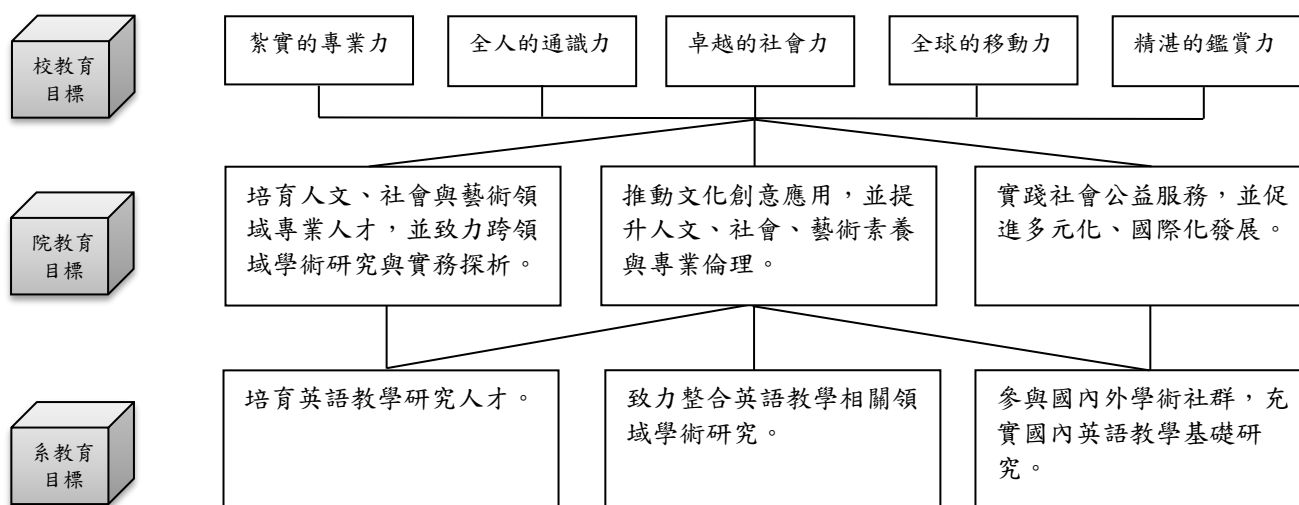 校教育
目標
紮實的專業力
全人的通識力
卓越的社會力
全球的移動力
精湛的鑑賞力
院教育
目標
培育人文、社會與藝術領
域專業人才，並致力跨領
域學術研究與實務探析。
推動文化創意應用，並提
升人文、社會、藝術素養
與專業倫理。
實踐社會公益服務，並促
進多元化、國際化發展。
系教育
目標
培育英語教學研究人才。
致力整合英語教學相關領
域學術研究。
參與國內外學術社群，充
實國內英語教學基礎研
究。